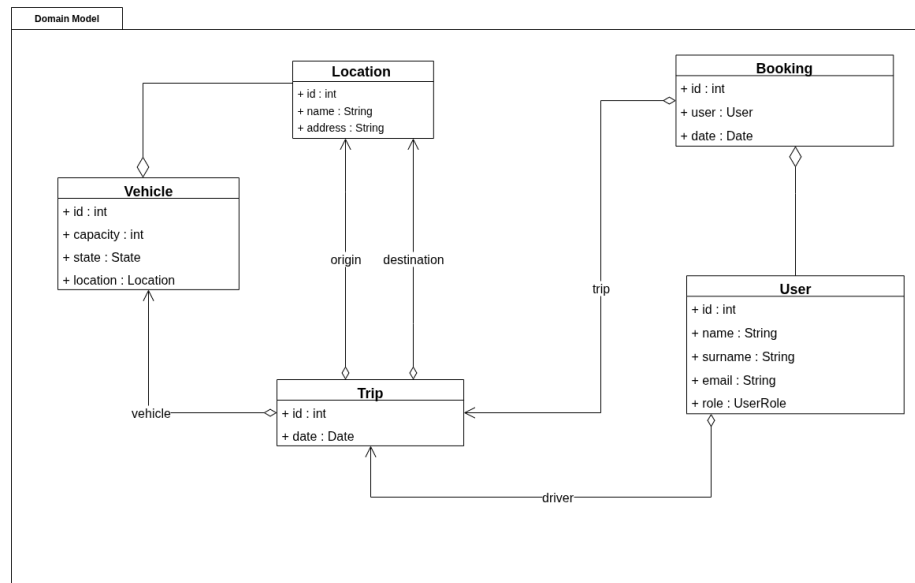 Domain Model
Location
+ id : int
+ name : String
+ address : String
Booking
+ id : int
+ user : User
+ date : Date
Vehicle
+ id : int
+ capacity : int
+ state : State
+ location : Location
origin
destination
trip
User
+ id : int
+ name : String
+ surname : String
+ email : String
+ role : UserRole
Trip
+ id : int
+ date : Date
vehicle
driver